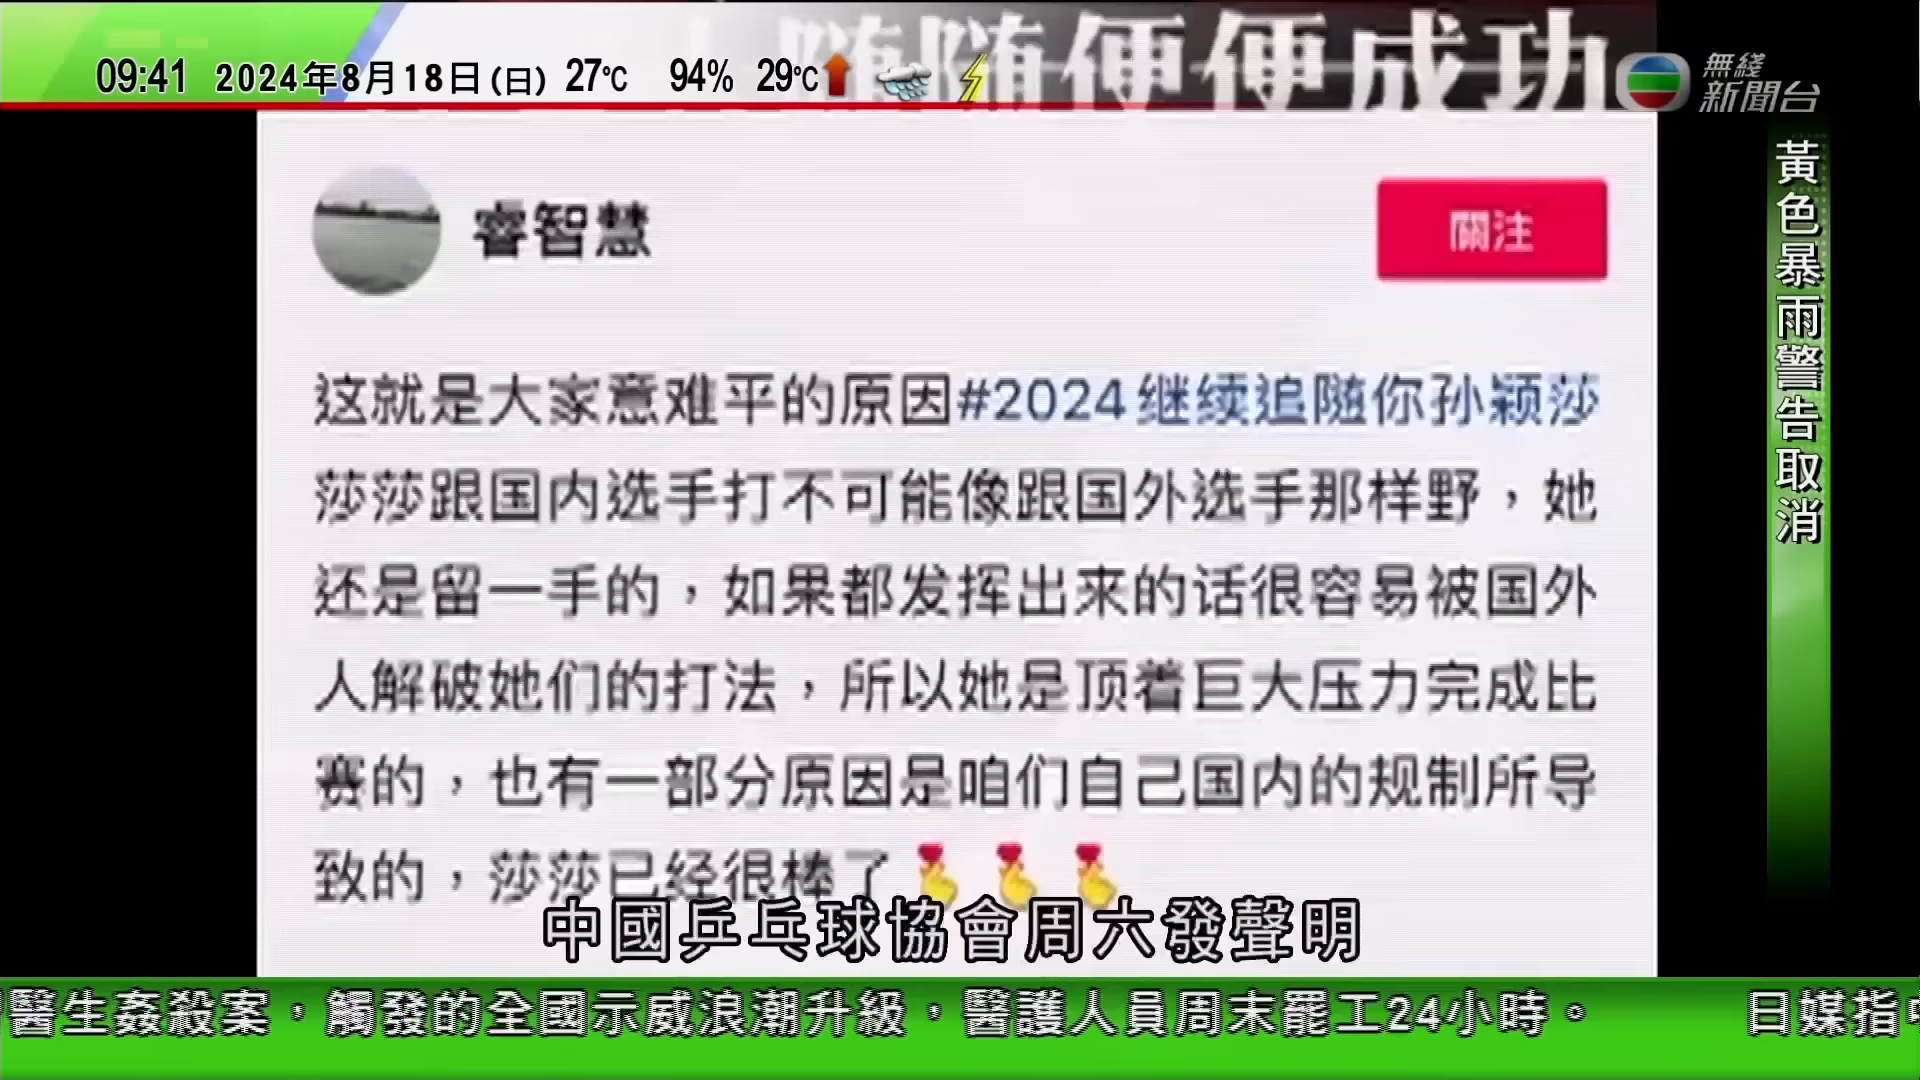 隨隨便便成功
09:41 2024年8月18日(日) 27℃ 94% 29℃
無綫
新聞台
黃色暴雨警告取消
睿智慧
關注
这就是大家意难平的原因#2024继续追随你孙颖莎
莎莎跟国内选手打不可能像跟国外选手那样野，她
还是留一手的，如果都发挥出来的话很容易被国外
人解破她们的打法，所以她是顶着巨大压力完成比
赛的，也有一部分原因是咱们自己国内的规制所导
致的，莎莎已经很棒了
中國乒乓球協會周六發聲明
醫生姦殺案，觸發的全國示威浪潮升級，醫護人員周末罷工24小時。 日媒指